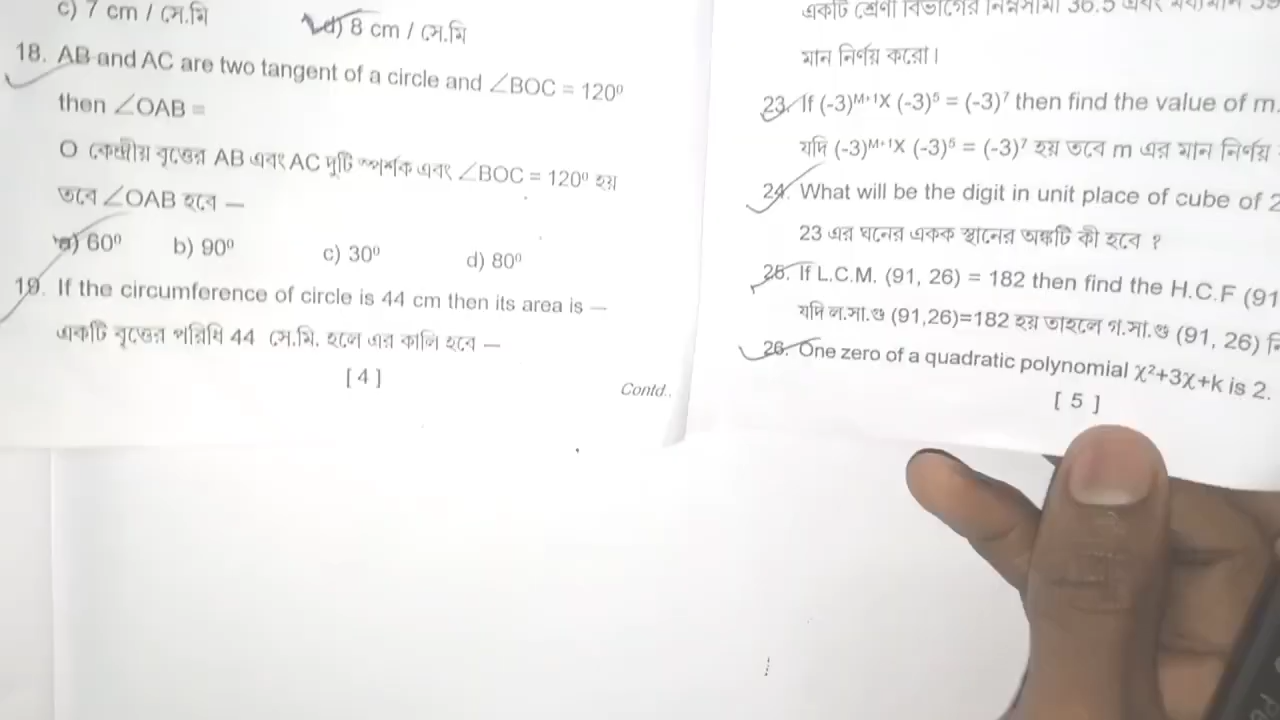 c) 7 cm / সে.মি d) 8 cm / সে.মি
18. AB and AC are two tangent of a circle and ∠BOC = 120⁰
then ∠OAB =
O কেন্দ্রীয় বৃত্তের AB এবং AC দুটি স্পর্শক এবং ∠BOC = 120⁰ হয়
তবে ∠OAB হবে —
a) 60⁰ b) 90⁰ c) 30⁰ d) 80⁰
19. If the circumference of circle is 44 cm then its area is —
একটি বৃত্তের পরিধি 44 সে.মি. হলে এর কালি হবে —
[ 4 ]
Contd..
একটি শ্রেণী বিভাগের নিম্নসীমা 36.5 এবং মধ্যমান
মান নির্ণয় করো।
23. If (-3)ᴹ⁺¹X (-3)⁵ = (-3)⁷ then find the value of m.
যদি (-3)ᴹ⁺¹X (-3)⁵ = (-3)⁷ হয় তবে m এর মান নির্ণয়
24. What will be the digit in unit place of cube of
23 এর ঘনের একক স্থানের অঙ্কটি কী হবে ?
25. If L.C.M. (91, 26) = 182 then find the H.C.F (91
যদি ল.সা.গু (91,26)=182 হয় তাহলে গ.সা.গু (91, 26)
26. One zero of a quadratic polynomial χ²+3χ+k is 2.
[ 5 ]